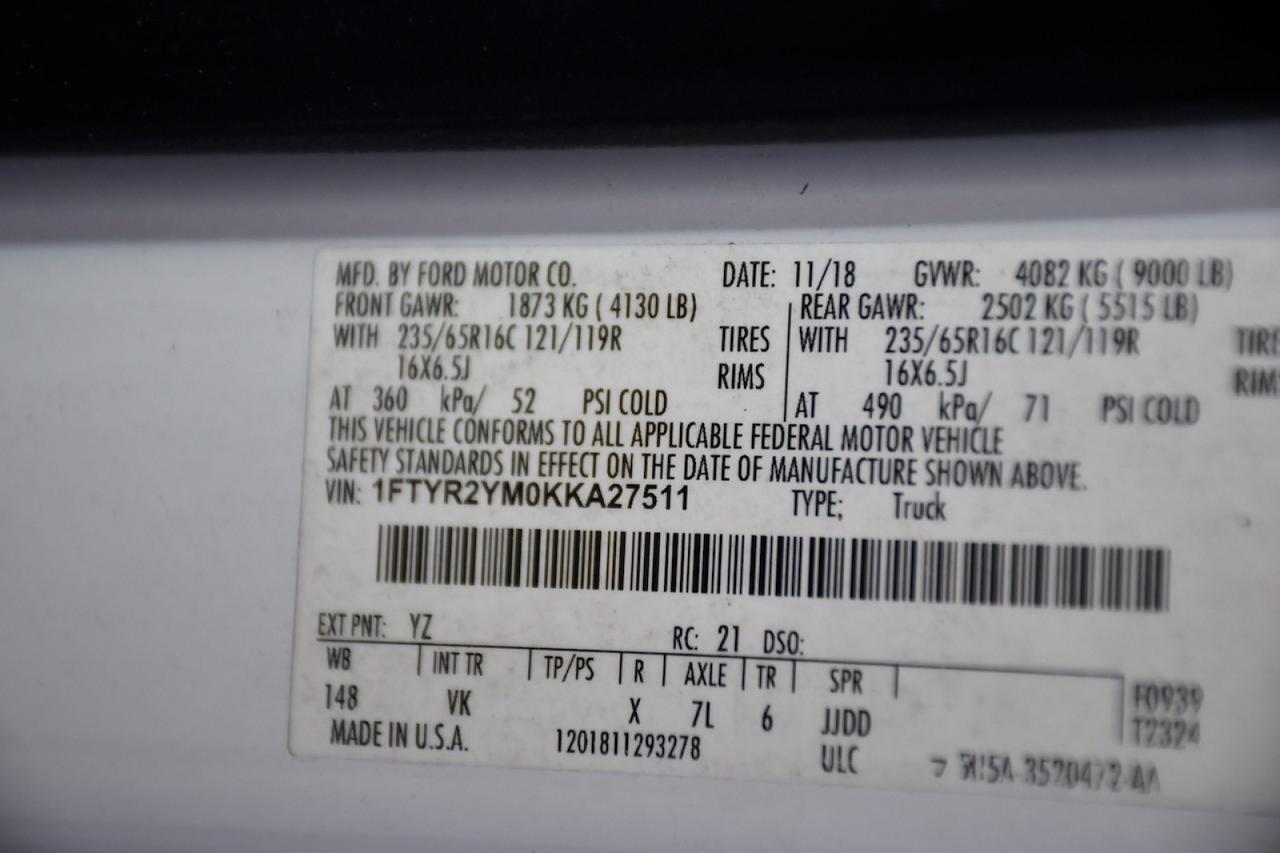 MFD. BY FORD MOTOR CO. DATE: 11/18 GVWR: 4082 KG ( 9000 LB)
FRONT GAWR: 1873 KG ( 4130 LB) REAR GAWR: 2502 KG ( 5515 LB)
WITH 235/65R16C 121/119R TIRES WITH 235/65R16C 121/119R
16X6.5J RIMS 16X6.5J
AT 360 kPa/ 52 PSI COLD AT 490 kPa/ 71 PSI COLD
THIS VEHICLE CONFORMS TO ALL APPLICABLE FEDERAL MOTOR VEHICLE
SAFETY STANDARDS IN EFFECT ON THE DATE OF MANUFACTURE SHOWN ABOVE.
VIN: 1FTYR2YM0KKA27511 TYPE: Truck
EXT PNT: YZ RC: 21 DSO:
WB INT TR TP/PS R AXLE TR SPR
148 VK X 7L 6 JJDD F0939
T2324
MADE IN U.S.A. 1201811293278 ULC